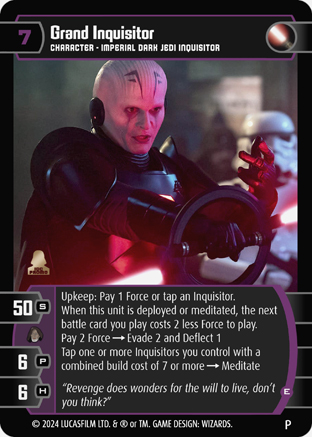 7
Grand Inquisitor
CHARACTER - IMPERIAL DARK JEDI INQUISITOR
50 S
6 P
6 H
Upkeep: Pay 1 Force or tap an Inquisitor.
When this unit is deployed or meditated, the next
battle card you play costs 2 less Force to play.
Pay 2 Force → Evade 2 and Deflect 1
Tap one or more Inquisitors you control with a
combined build cost of 7 or more → Meditate
“Revenge does wonders for the will to live, don’t
you think?”
E
© 2024 LUCASFILM LTD. & ® or TM. GAME DESIGN: WIZARDS.
P